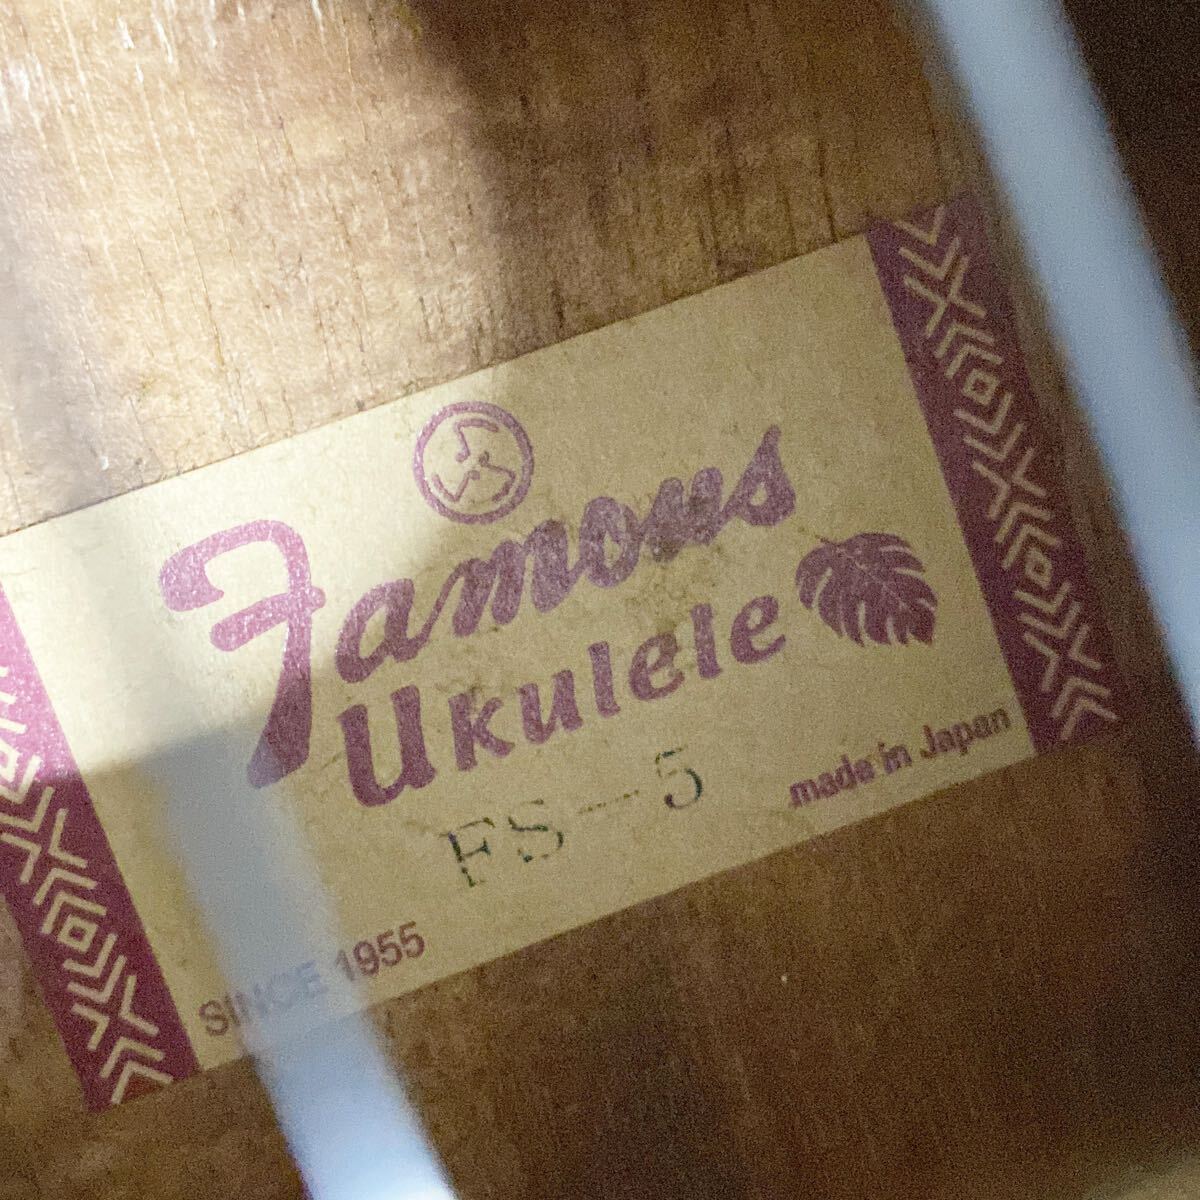 Famous
Ukulele
FS-5
made in Japan
SINCE 1955